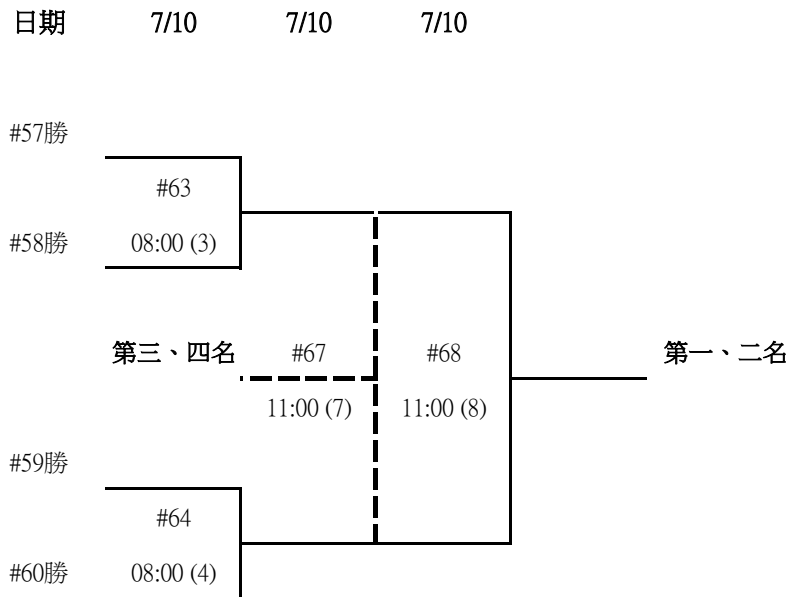 日期 7/10 7/10 7/10
#57勝
#63
#58勝 08:00 (3)
第三、四名 #67 #68 第一、二名
11:00 (7) 11:00 (8)
#59勝
#64
#60勝 08:00 (4)